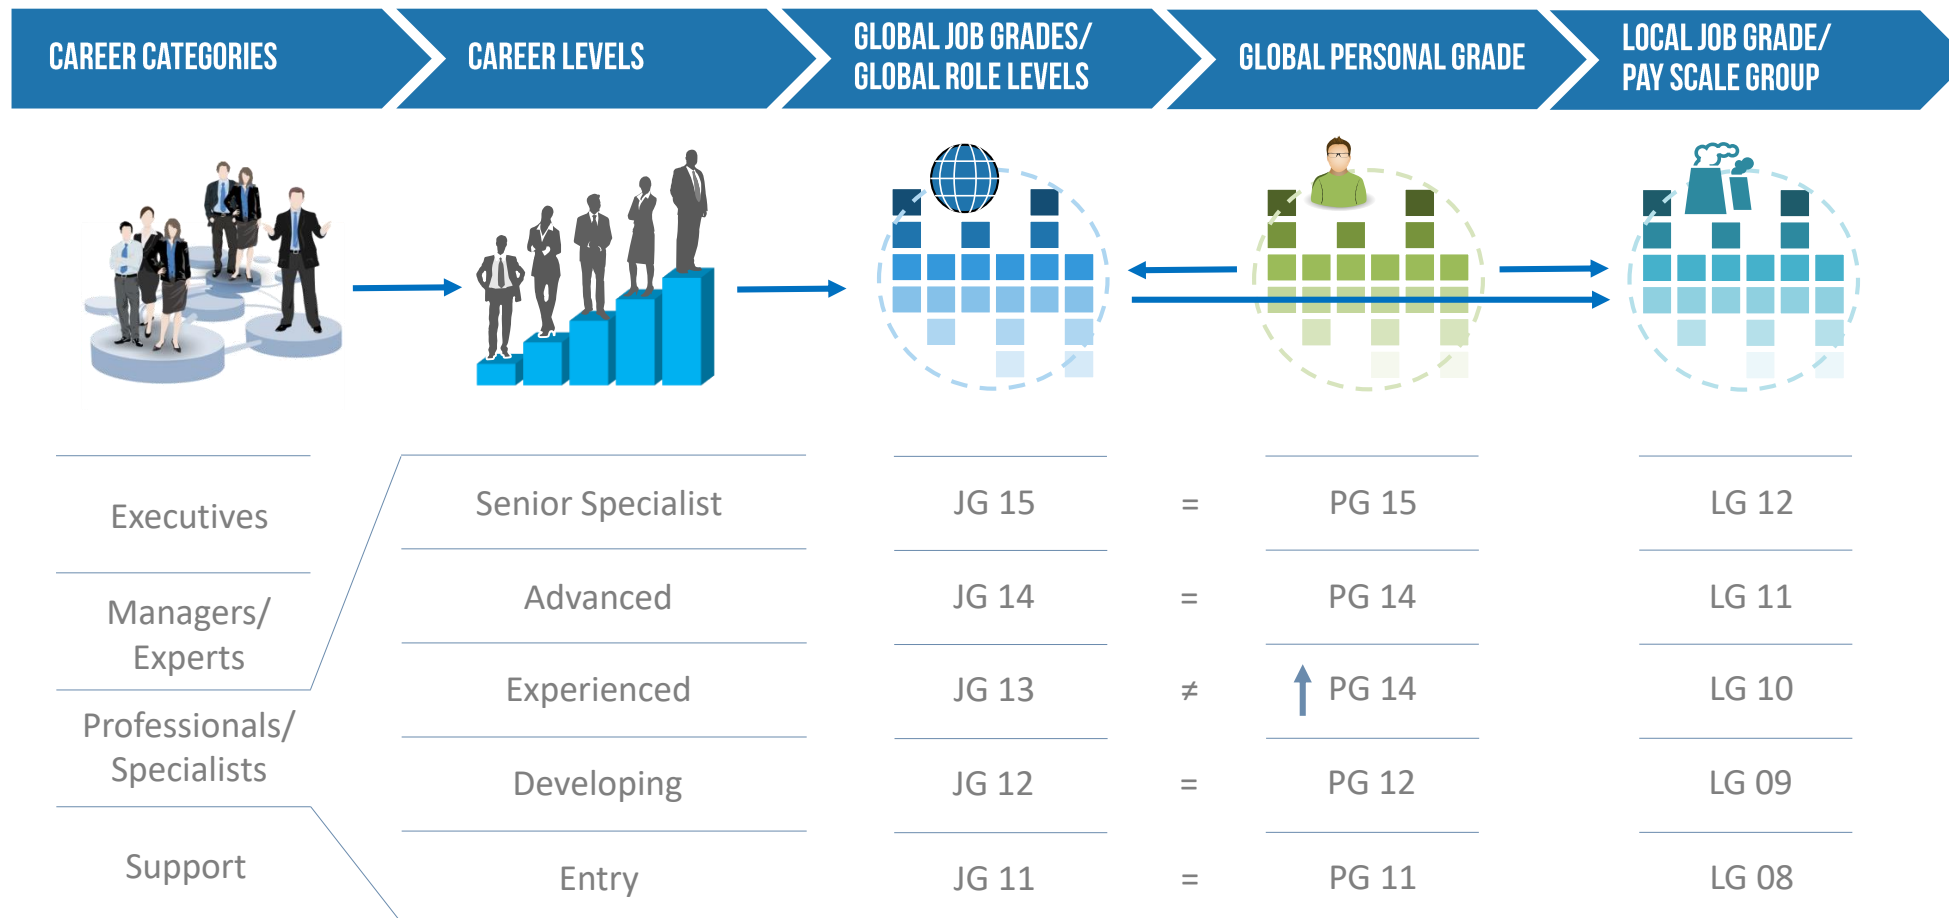 CAREER CATEGORIES
CAREER LEVELS
GLOBAL JOB GRADES/
GLOBAL ROLE LEVELS
GLOBAL PERSONAL GRADE
LOCAL JOB GRADE/
PAY SCALE GROUP
Executives
Managers/
Experts
Professionals/
Specialists
Support
Senior Specialist JG 15 = PG 15 LG 12
Advanced JG 14 = PG 14 LG 11
Experienced JG 13 ≠ PG 14 LG 10
Developing JG 12 = PG 12 LG 09
Entry JG 11 = PG 11 LG 08